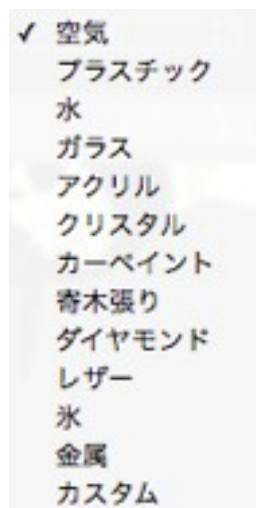 ✓ 空気
プラスチック
水
ガラス
アクリル
クリスタル
カーペイント
寄木張り
ダイヤモンド
レザー
氷
金属
カスタム